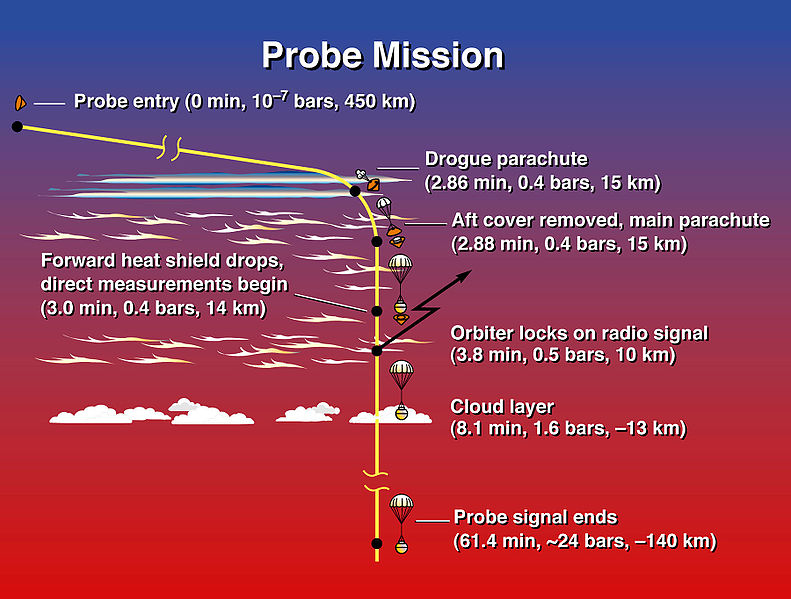 Probe Mission
Probe entry (0 min, 10⁻⁷ bars, 450 km)
Drogue parachute
(2.86 min, 0.4 bars, 15 km)
Aft cover removed, main parachute
(2.88 min, 0.4 bars, 15 km)
Forward heat shield drops,
direct measurements begin
(3.0 min, 0.4 bars, 14 km)
Orbiter locks on radio signal
(3.8 min, 0.5 bars, 10 km)
Cloud layer
(8.1 min, 1.6 bars, –13 km)
Probe signal ends
(61.4 min, ~24 bars, –140 km)